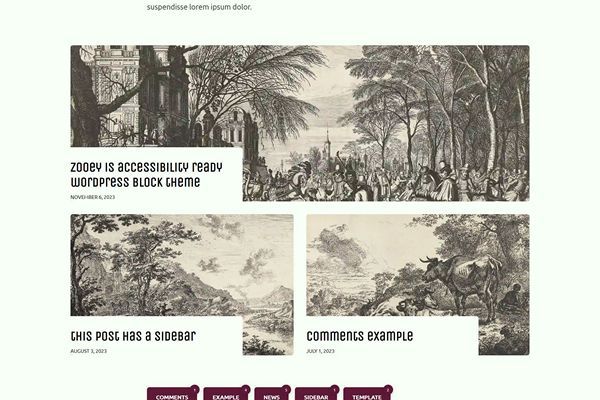 suspendisse lorem ipsum dolor.
Zooey is accessibility ready
WordPress block theme
NOVEMBER 6, 2023
This post has a sidebar
AUGUST 3, 2023
Comments example
JULY 1, 2023
COMMENTS 1 EXAMPLE 4 NEWS 5 SIDEBAR 1 TEMPLATE 2